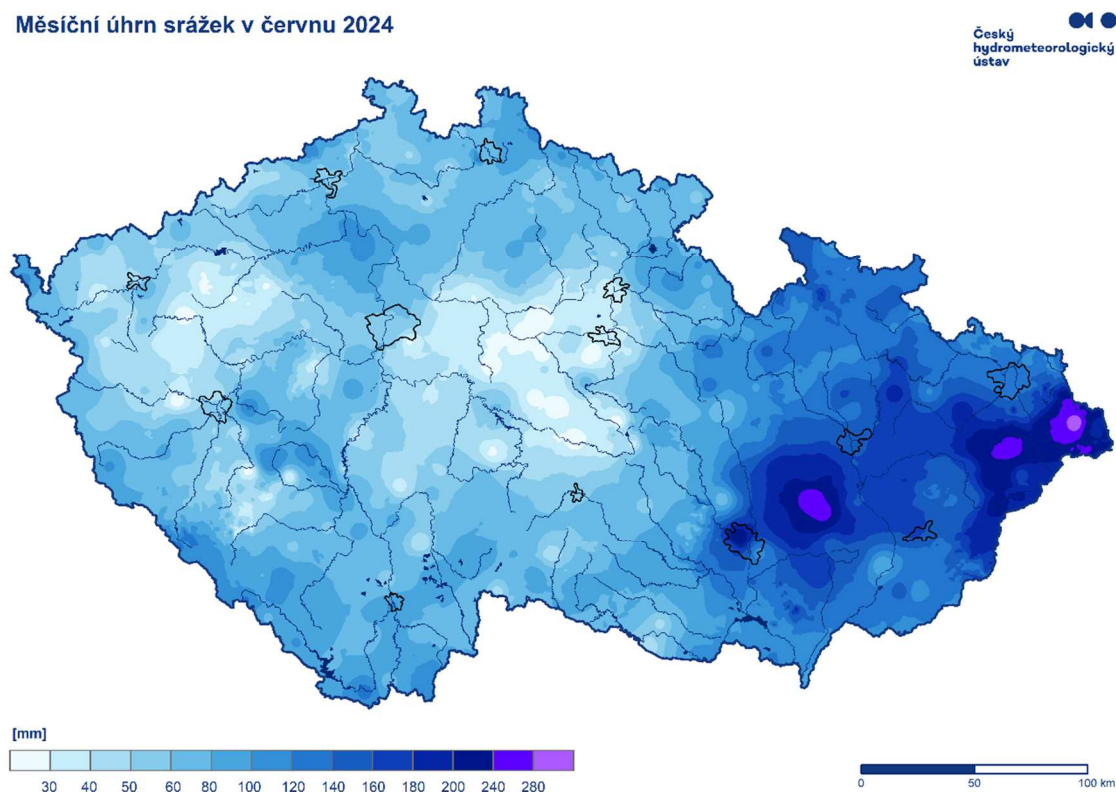 Měsíční úhrn srážek v červnu 2024
Český
hydrometeorologický
ústav
[mm]
30 40 50 60 80 100 120 140 160 180 200 240 280
0 50 100 km